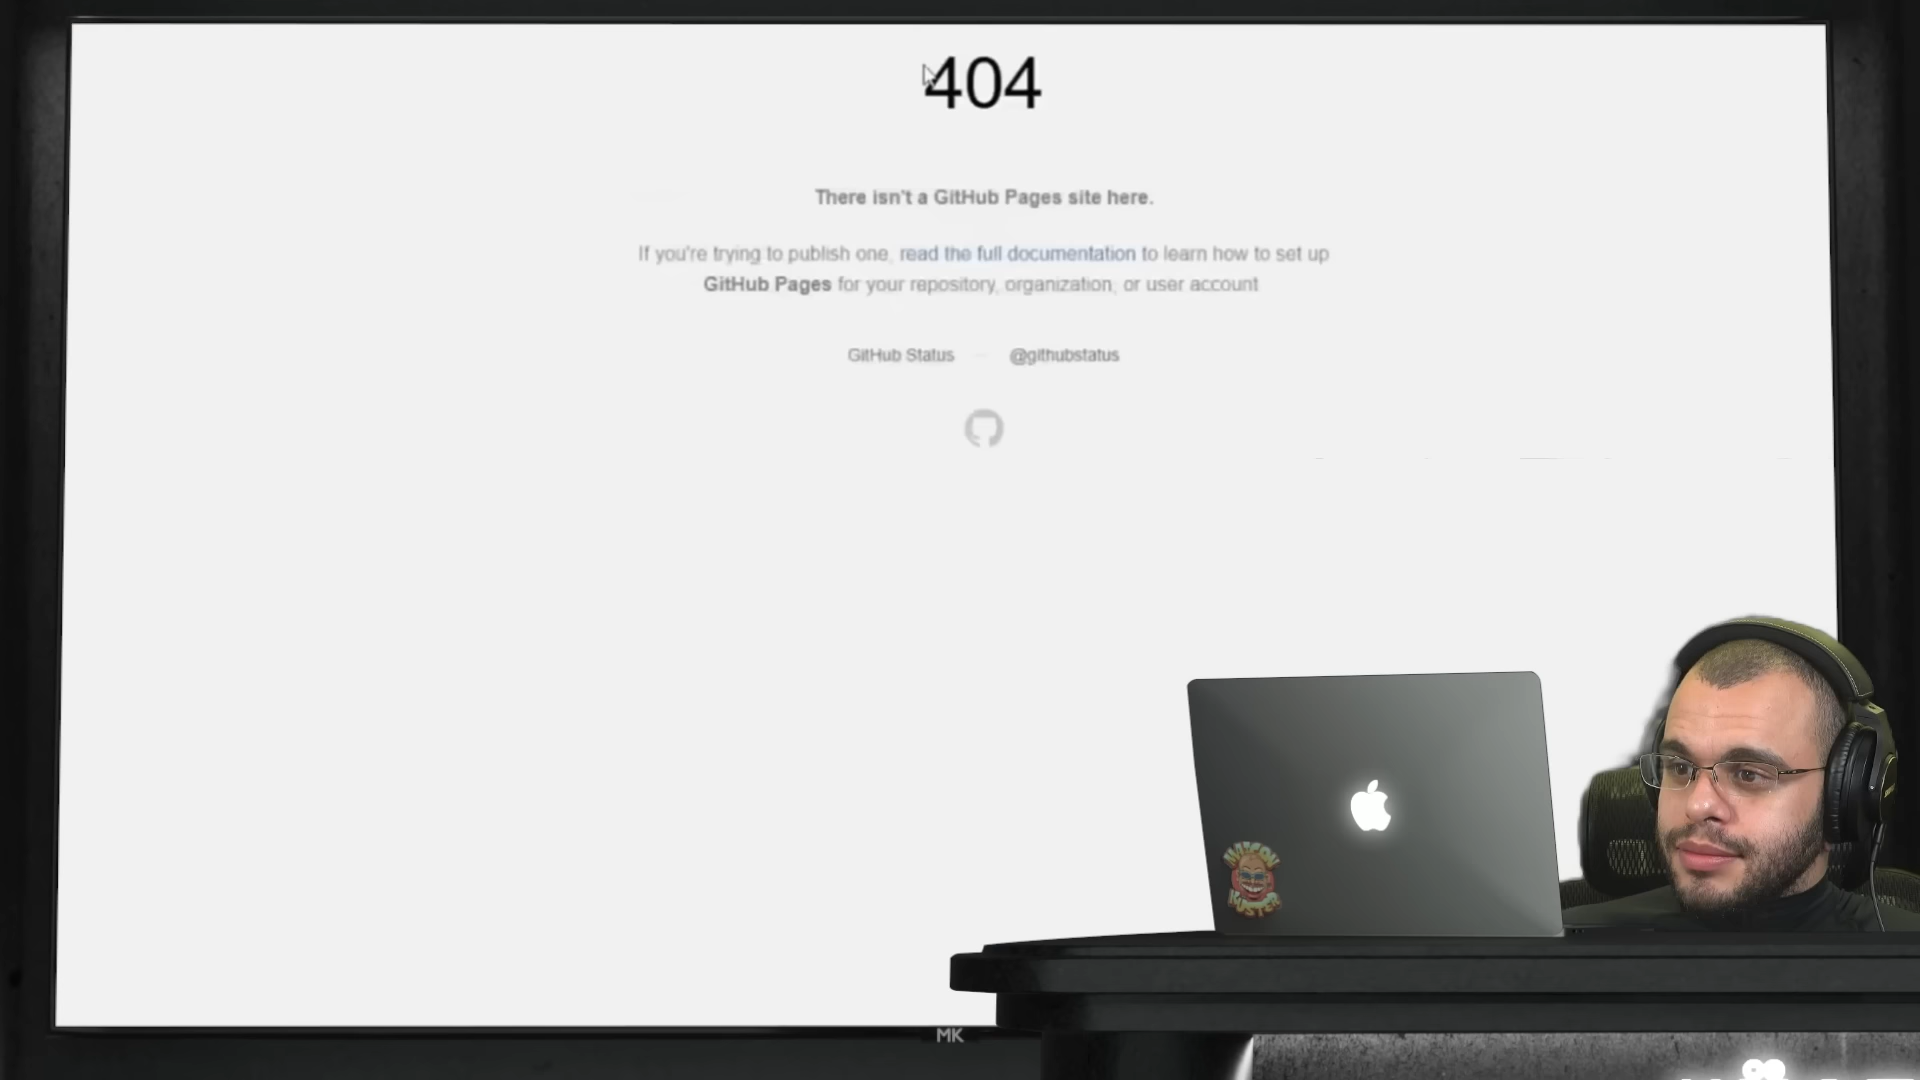 404
There isn't a GitHub Pages site here.
If you're trying to publish one, read the full documentation to learn how to set up
GitHub Pages for your repository, organization, or user account
GitHub Status — @githubstatus
MK